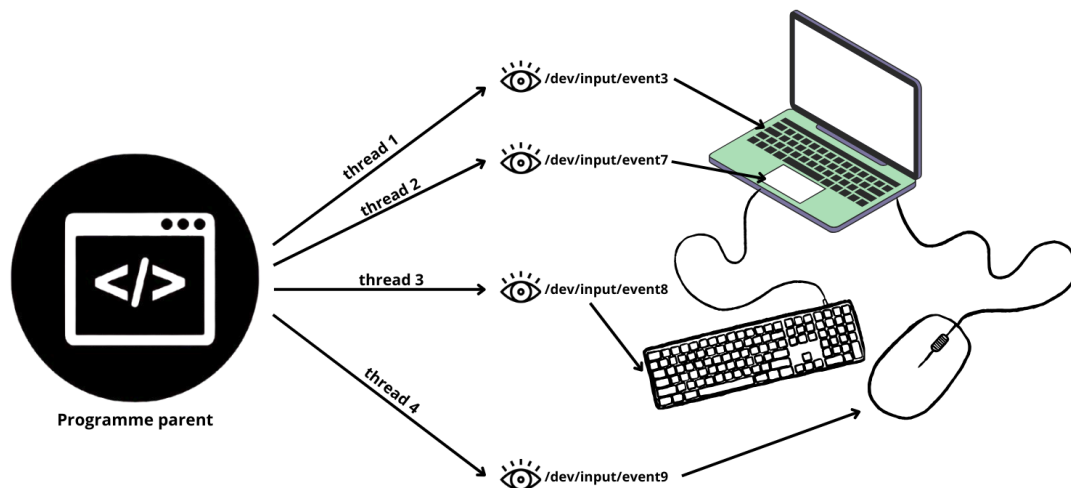 thread 1
/dev/input/event3
thread 2
/dev/input/event7
thread 3
/dev/input/event8
thread 4
/dev/input/event9
</>
Programme parent